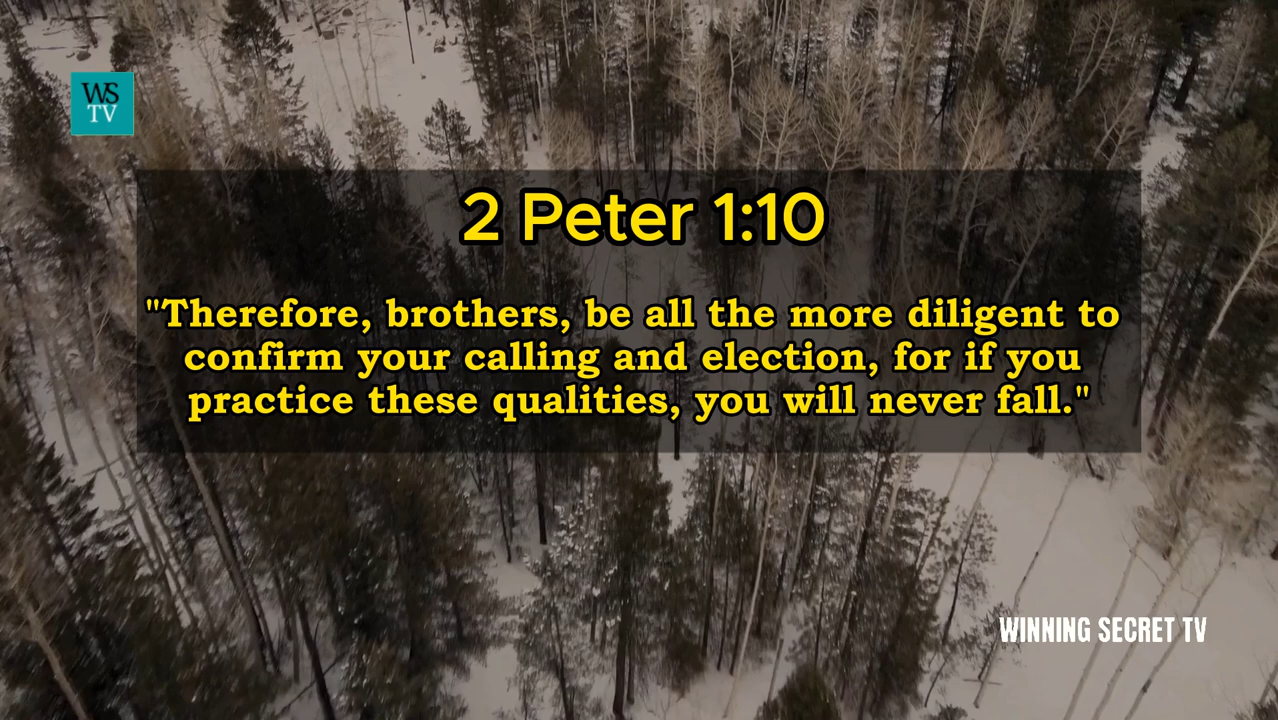 WS
TV
2 Peter 1:10
"Therefore, brothers, be all the more diligent to
confirm your calling and election, for if you
practice these qualities, you will never fall."
WINNING SECRET TV